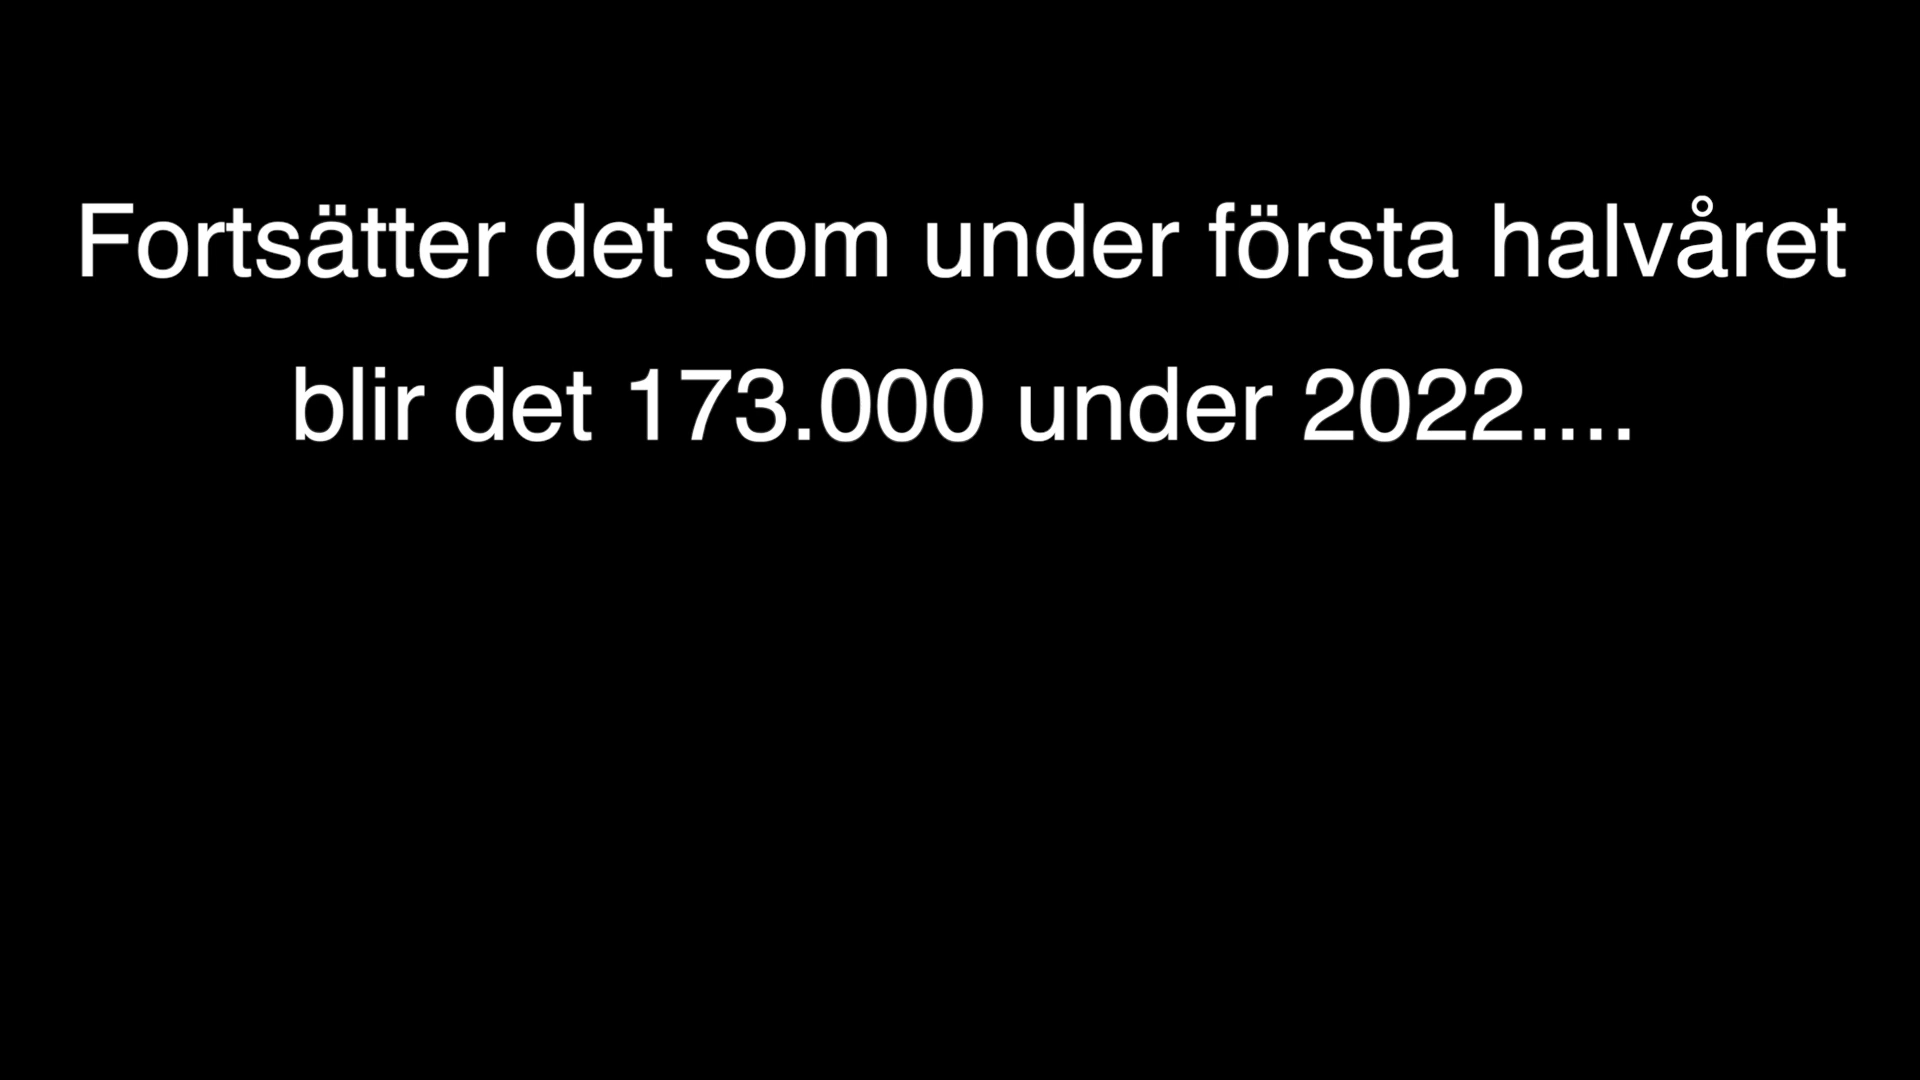 Fortsätter det som under första halvåret
blir det 173.000 under 2022....